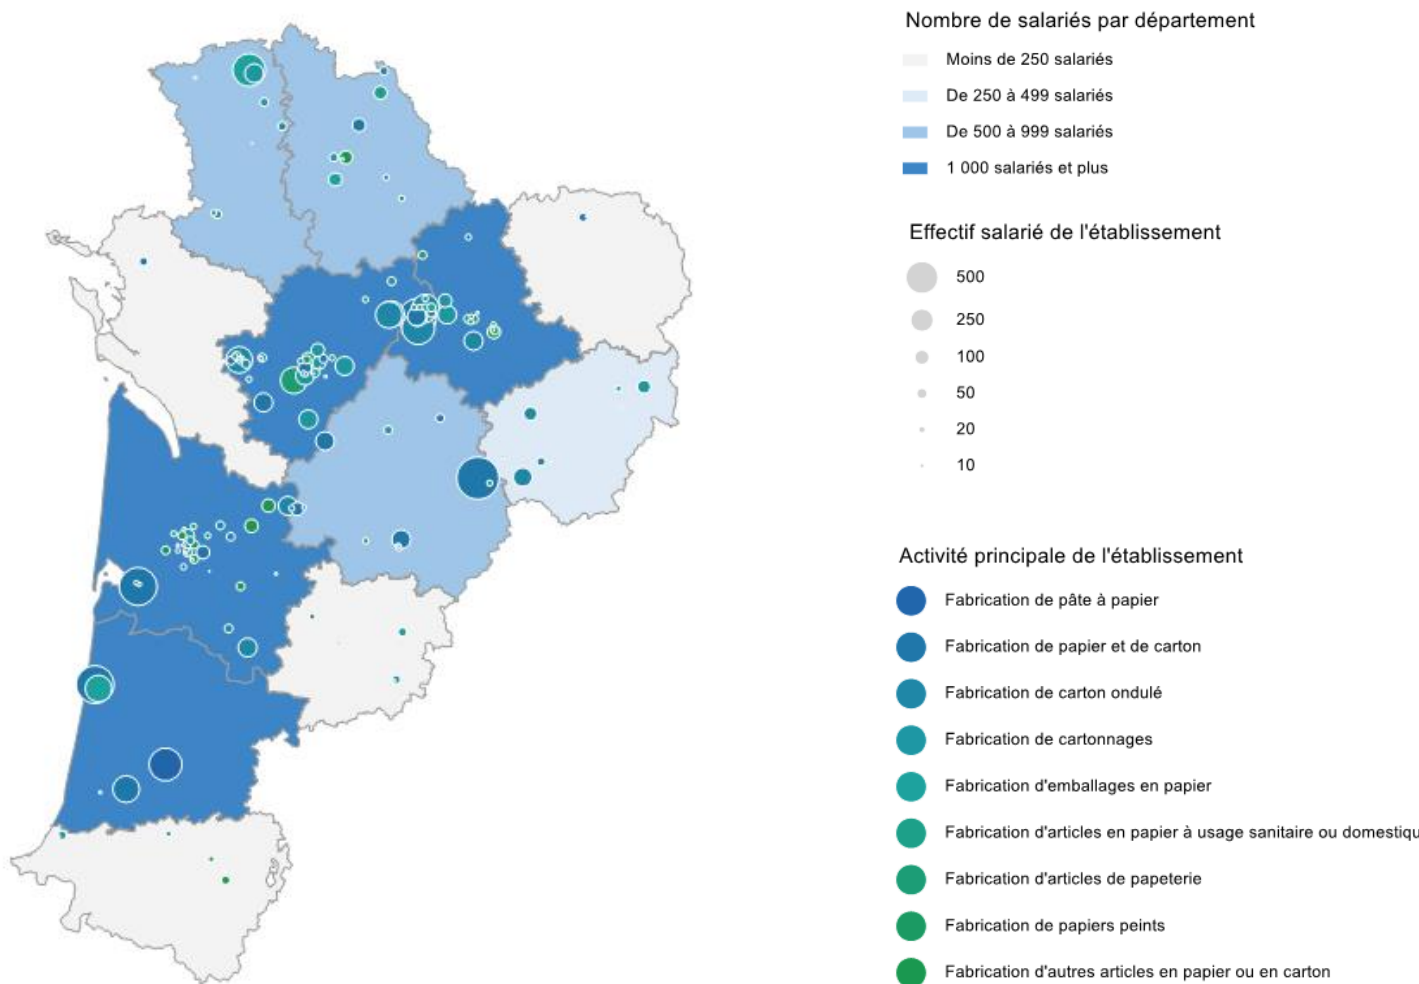 Nombre de salariés par département
Moins de 250 salariés
De 250 à 499 salariés
De 500 à 999 salariés
1 000 salariés et plus
Effectif salarié de l'établissement
500
250
100
50
20
10
Activité principale de l'établissement
Fabrication de pâte à papier
Fabrication de papier et de carton
Fabrication de carton ondulé
Fabrication de cartonnages
Fabrication d'emballages en papier
Fabrication d'articles en papier à usage sanitaire ou domestiqu
Fabrication d'articles de papeterie
Fabrication de papiers peints
Fabrication d'autres articles en papier ou en carton